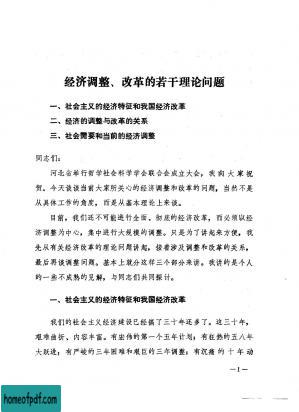 经济调整、改革的若干理论问题
一、社会主义的经济特征和我国经济改革
二、经济的调整与改革的关系
三、社会需要和当前的经济调整
同志们：
河北省举行哲学社会科学学会联合会成立大会，我向大家祝
贺。今天谈谈当前大家所关心的经济调整和改革的问题，当然不是
从具体工作的角度，而是从基本理论上来谈。
目前，我们还不可能进行全面、彻底的经济改革，而必须以经
济调整为中心，集中进行大规模的调整。只是为了讲起来方便，我
先从有关经济改革的理论问题讲起，接着涉及调整和改革的关系，
最后再谈调整问题。基本上就分这样三个部分来讲。我讲的是个人
的一些不成熟的见解，与同志们共同探讨。
一、社会主义的经济特征和我国经济改革
我们的社会主义经济建设已经搞了三十年还多了。这三十年，
艰难曲折，内容丰富。有宏伟的第一个五年计划；有狂热的五八年
大跃进；有严峻的三年困难和艰巨的三年调整；有沉痛的十年动
—1—
homeofpdf.com
homeofpdf.com